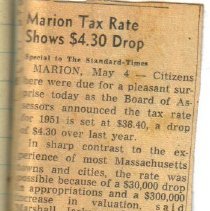 Marion Tax Rate
Shows $4.30 Drop
Special to The Standard-Times
MARION, May 4 — Citizens
here were due for a pleasant sur-
prise today as the Board of As-
sessors announced the tax rate
for 1951 is set at $38.40, a drop
of $4.30 over last year.
In sharp contrast to the ex-
perience of most Massachusetts
towns and cities, the rate was
possible because of a $30,000 drop
in appropriations and a $300,000
increase in valuation, said
Marshall